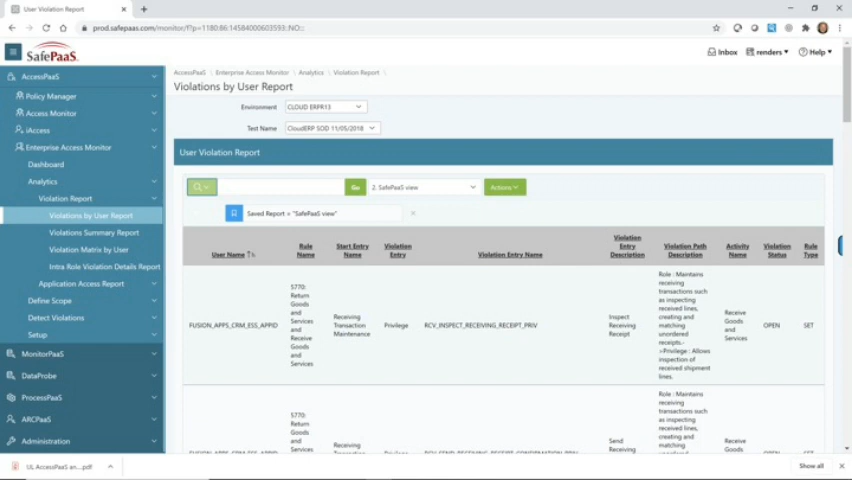 User Violation Report
prod.safepaas.com/monitor/f?p=1180:86:14584000603593::NO:::
SafePaaS
Inbox
renders
Help
AccessPaaS
Policy Manager
Access Monitor
iAccess
Enterprise Access Monitor
Dashboard
Analytics
Violation Report
Violations by User Report
Violations Summary Report
Violation Matrix by User
Intra Role Violation Details Report
Application Access Report
Define Scope
Detect Violations
Setup
MonitorPaaS
DataProbe
ProcessPaaS
ARCPaaS
Administration
AccessPaaS \ Enterprise Access Monitor \ Analytics \ Violation Report \
Violations by User Report
Environment CLOUD ERPR13
Test Name CloudERP SOD 11/05/2018
User Violation Report
Go
2. SafePaaS view
Actions
Saved Report = "SafePaaS view"
User Name
Rule
Name
Start Entry
Name
Violation
Entry
Violation Entry Name
Violation
Entry
Description
Violation Path
Description
Activity
Name
Violation
Status
Rule
Type
FUSION_APPS_CRM_ESS_APPID
5770:
Return
Goods
and
Services
and
Receive
Goods
and
Services
Receiving
Transaction
Maintenance
Privilege
RCV_INSPECT_RECEIVING_RECEIPT_PRIV
Inspect
Receiving
Receipt
Role : Maintains
receiving
transactions such
as inspecting
received lines,
creating and
matching
unordered
receipts.-
>Privilege : Allows
inspection of
received shipment
lines.
Receive
Goods
and
Services
OPEN
SET
5770:
Return
Goods
and
Services
Receiving
Send
Receiving
Role : Maintains
receiving
transactions such
as inspecting
received lines,
creating and
matching
Receive
Goods
UL AccessPaaS an....pdf
Show all